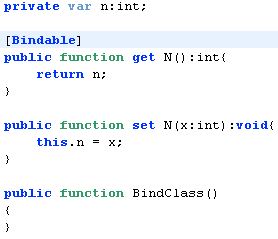 private var n:int;
[Bindable]
public function get N():int{
return n;
}
public function set N(x:int):void{
this.n = x;
}
public function BindClass()
{
}